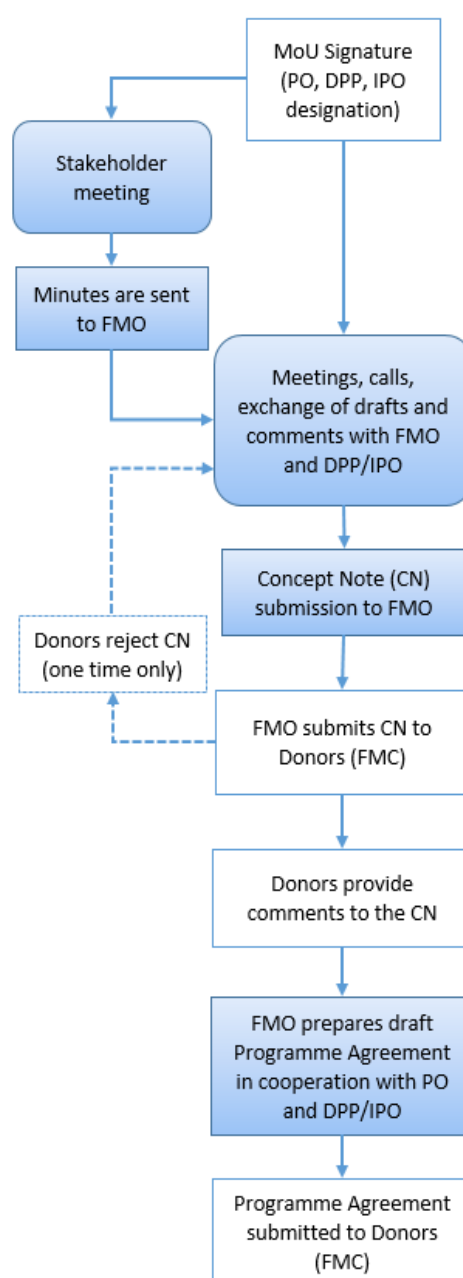 MoU Signature
(PO, DPP, IPO
designation)
Stakeholder
meeting
Minutes are sent
to FMO
Meetings, calls,
exchange of drafts and
comments with FMO
and DPP/IPO
Concept Note (CN)
submission to FMO
Donors reject CN
(one time only)
FMO submits CN to
Donors (FMC)
Donors provide
comments to the CN
FMO prepares draft
Programme Agreement
in cooperation with PO
and DPP/IPO
Programme Agreement
submitted to Donors
(FMC)